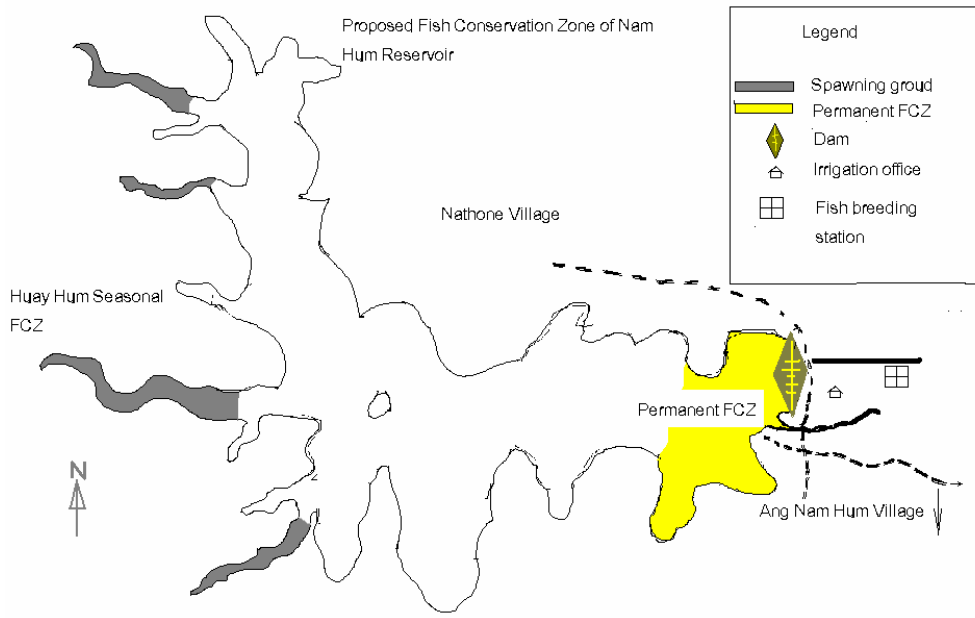 Proposed Fish Conservation Zone of Nam
Hum Reservoir
Legend
Spawning groud
Permanent FCZ
Dam
Irrigation office
Fish breeding
station
Nathone Village
Huay Hum Seasonal
FCZ
Permanent FCZ
N
Ang Nam Hum Village